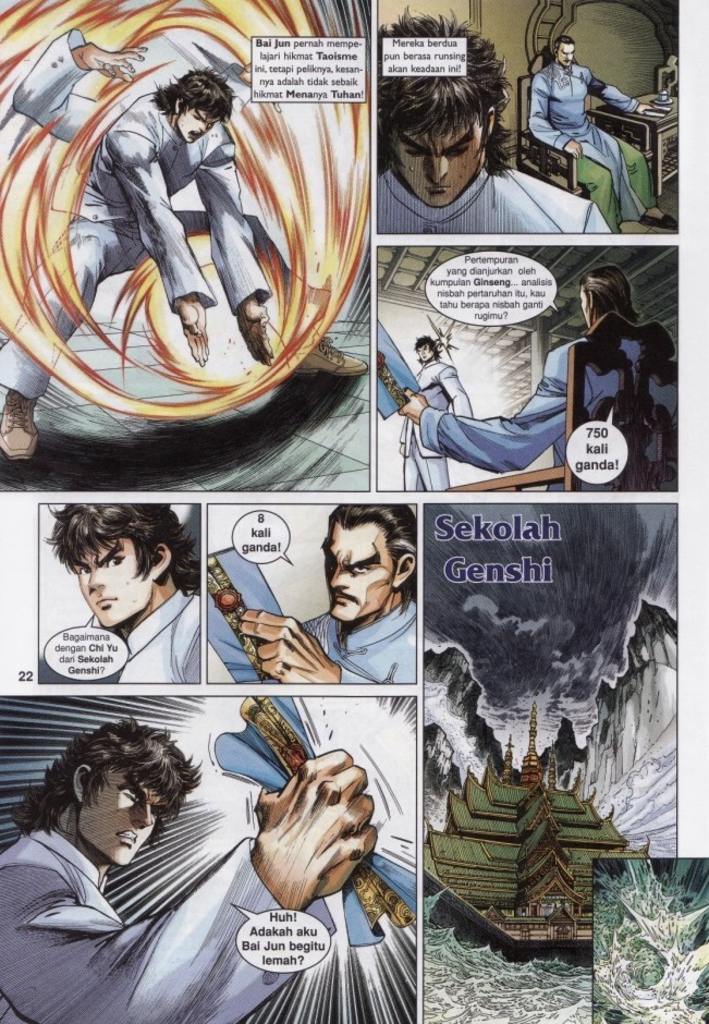 Bai Jun pernah mempe-
lajari hikmat Taoisme
ini, tetapi peliknya, kesan-
nya adalah tidak sebaik
hikmat Menanya Tuhan!
Mereka berdua
pun berasa runsing
akan keadaan ini!
Pertempuran
yang dianjurkan oleh
kumpulan Ginseng... analisis
nisbah pertaruhan itu, kau
tahu berapa nisbah ganti
rugimu?
750
kali
ganda!
Bagaimana
dengan Chi Yu
dari Sekolah
Genshi?
8
kali
ganda!
Sekolah
Genshi
22
Huh!
Adakah aku
Bai Jun begitu
lemah?